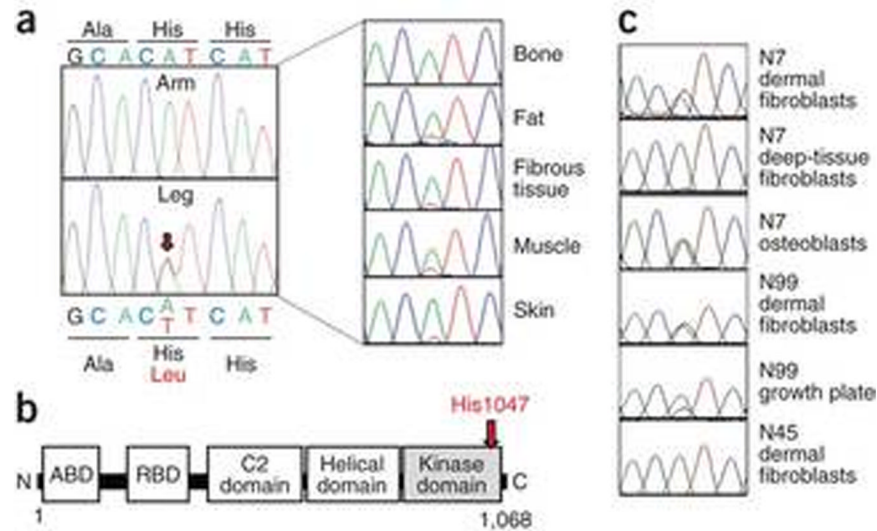 a
Ala His His
G C A C A T C A T
Arm
Leg
G C A C A T C A T
T
Ala His His
Leu
Bone
Fat
Fibrous
tissue
Muscle
Skin
b
His1047
N ABD RBD C2
domain Helical
domain Kinase
domain C
1 1,068
c
N7
dermal
fibroblasts
N7
deep-tissue
fibroblasts
N7
osteoblasts
N99
dermal
fibroblasts
N99
growth plate
N45
dermal
fibroblasts